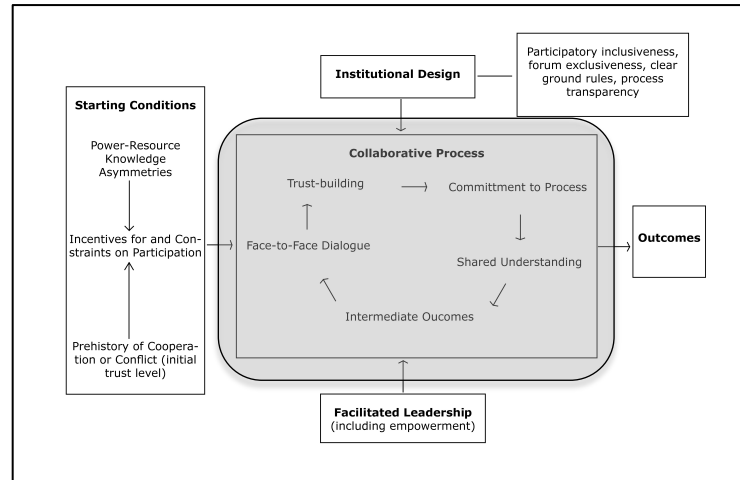 Participatory inclusiveness,
forum exclusiveness, clear
ground rules, process
transparency
Institutional Design
Starting Conditions
Power-Resource
Knowledge
Asymmetries
Incentives for and Con-
straints on Participation
Prehistory of Coopera-
tion or Conflict (initial
trust level)
Collaborative Process
Trust-building
Committment to Process
Face-to-Face Dialogue
Shared Understanding
Intermediate Oucomes
Outcomes
Facilitated Leadership
(including empowerment)